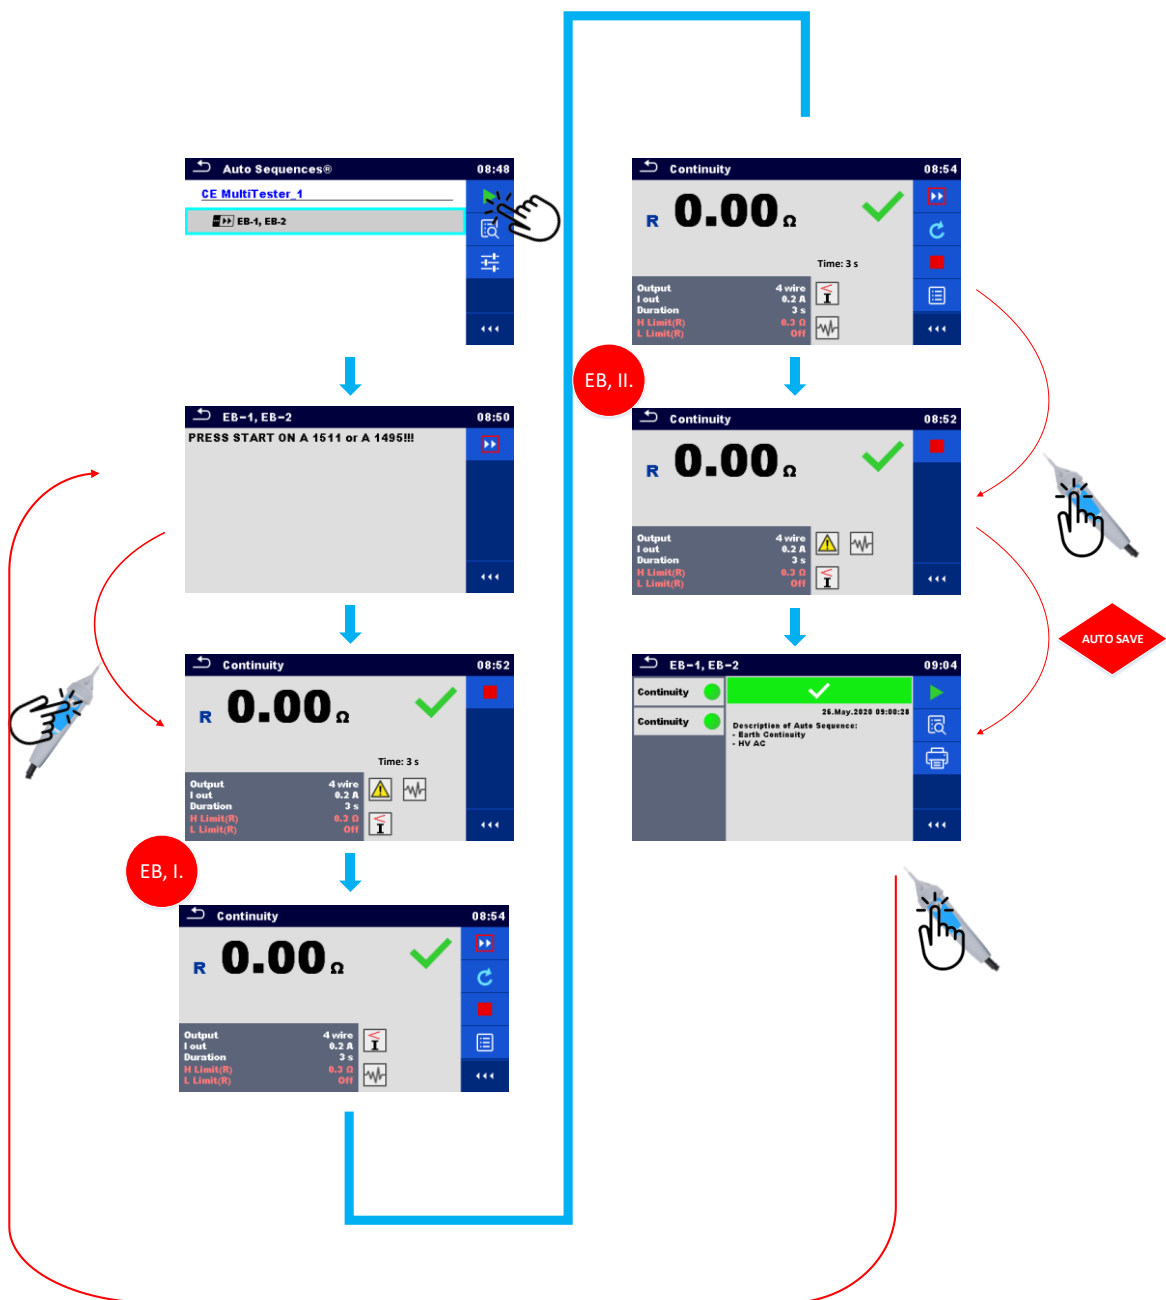 Auto Sequences® 08:48
CE MultiTester_1
EB-1, EB-2
EB-1, EB-2 08:50
PRESS START ON A 1511 or A 1495!!!
Continuity 08:52
R 0.00 Ω
Time: 3 s
Output 4 wire
I out 0.2 A
Duration 3 s
H Limit(R) 0.3 Ω
L Limit(R) Off
EB, I.
Continuity 08:54
R 0.00 Ω
Output 4 wire
I out 0.2 A
Duration 3 s
H Limit(R) 0.3 Ω
L Limit(R) Off
Continuity 08:54
R 0.00 Ω
Time: 3 s
Output 4 wire
I out 0.2 A
Duration 3 s
H Limit(R) 0.3 Ω
L Limit(R) Off
EB, II.
Continuity 08:52
R 0.00 Ω
Output 4 wire
I out 0.2 A
Duration 3 s
H Limit(R) 0.3 Ω
L Limit(R) Off
AUTO SAVE
EB-1, EB-2 09:04
Continuity
Continuity
26.May.2020 09:00:28
Description of Auto Sequence:
- Earth Continuity
- HV AC